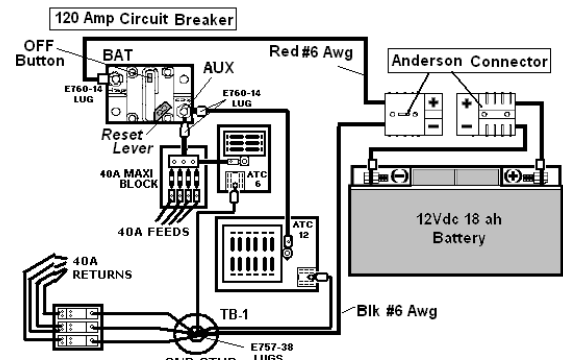 120 Amp Circuit Breaker
OFF
Button
BAT
Red #6 Awg
Anderson Connector
AUX
E760-14
LUG
E760-14
LUG
Reset
Lever
+
-
+
-
40A MAXI
BLOCK
ATC
6
40A FEEDS
ATC
12
12Vdc 18 ah
Battery
40A
RETURNS
TB-1
Blk #6 Awg
E757-38
LUGS